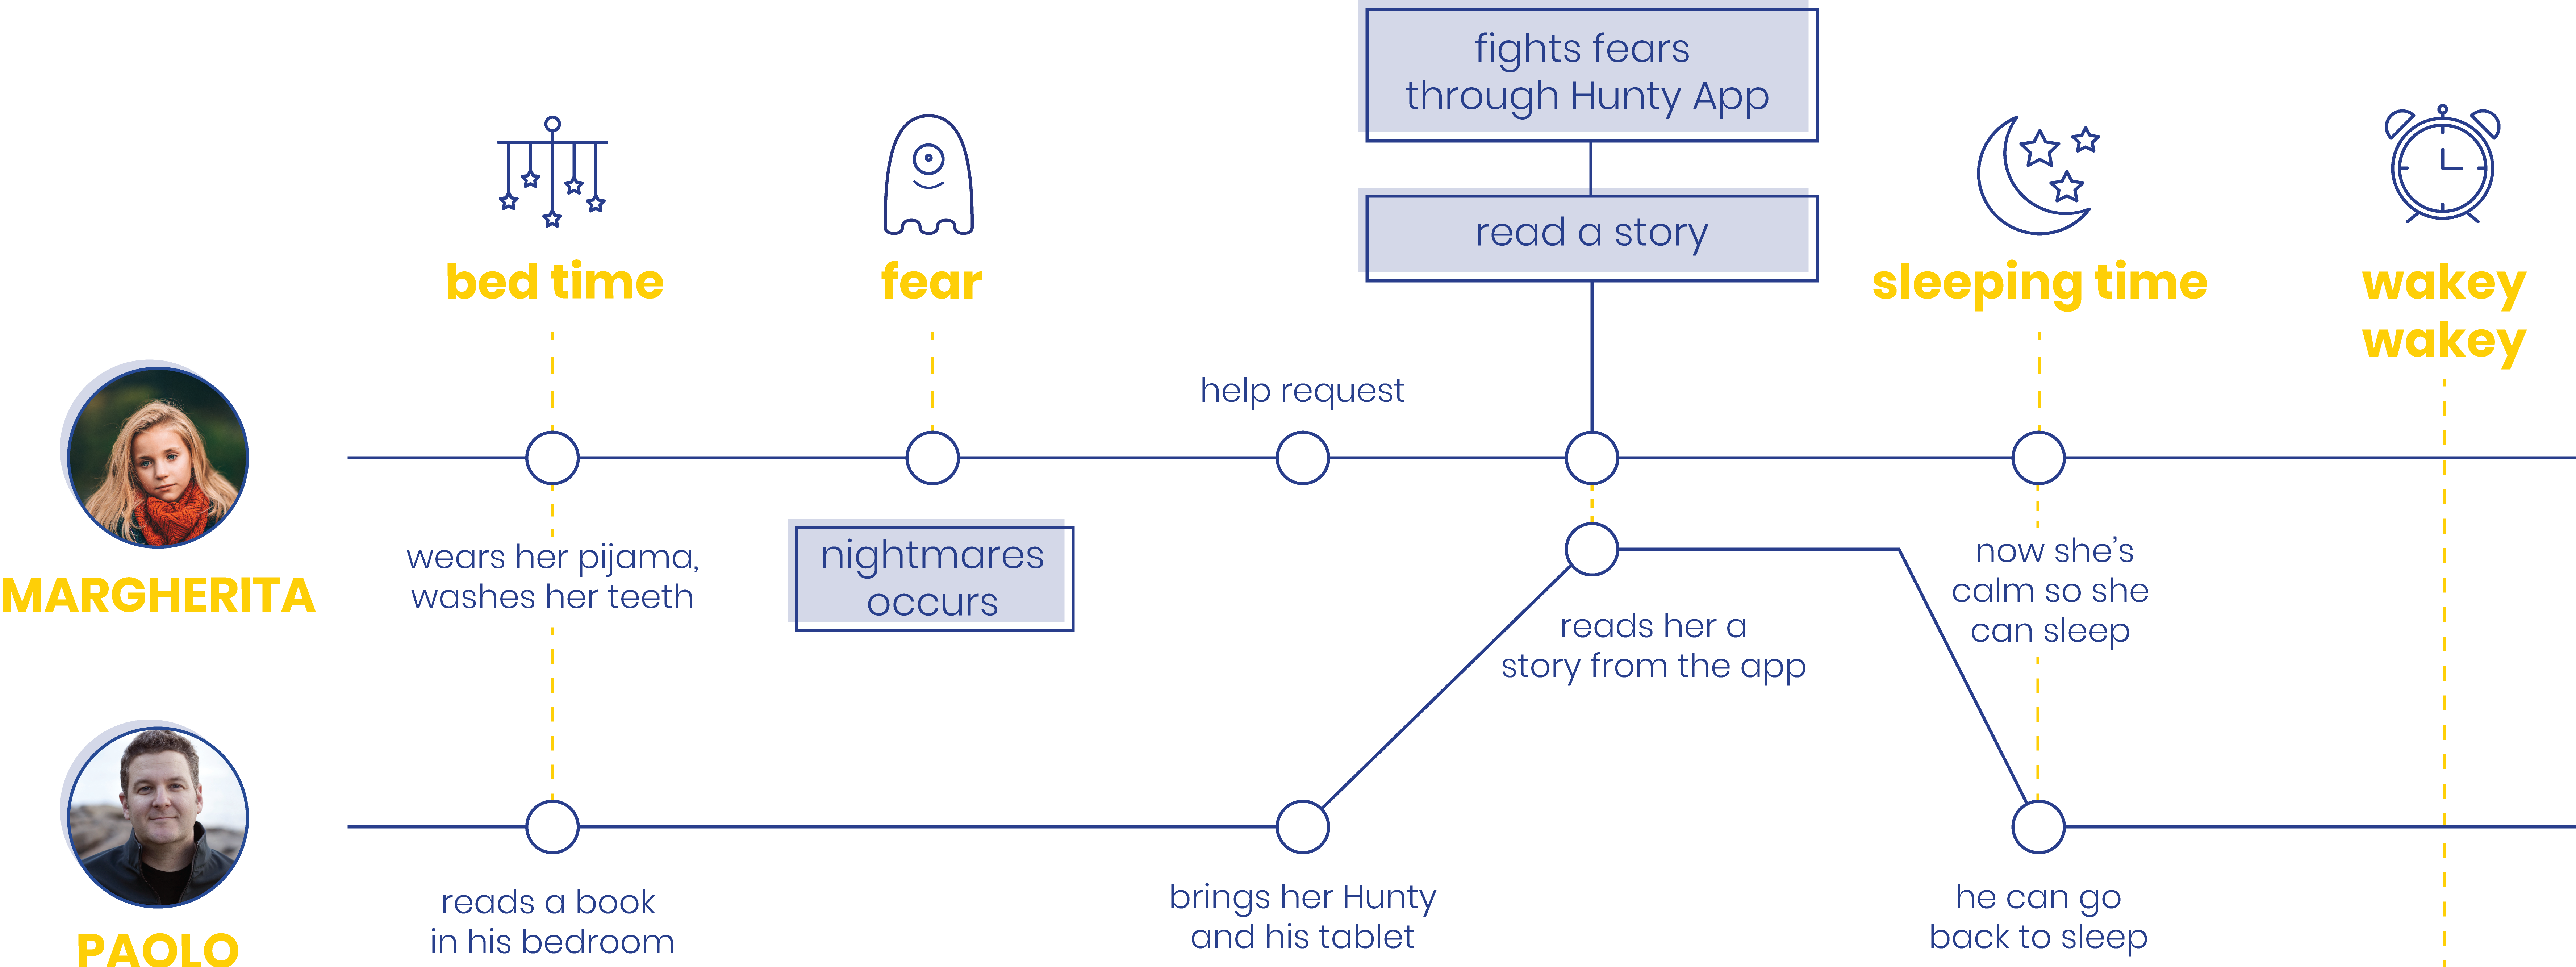 fights fears
through Hunty App
read a story
bed time
fear
sleeping time
wakey
wakey
help request
MARGHERITA
wears her pijama,
washes her teeth
nightmares
occurs
now she's
calm so she
can sleep
reads her a
story from the app
PAOLO
reads a book
in his bedroom
brings her Hunty
and his tablet
he can go
back to sleep